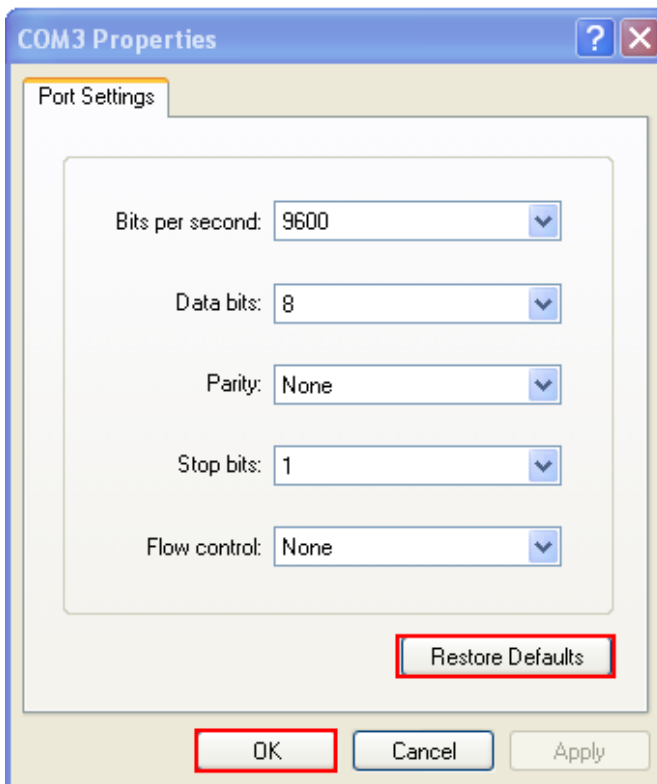 COM3 Properties
Port Settings
Bits per second: 9600
Data bits: 8
Parity: None
Stop bits: 1
Flow control: None
Restore Defaults
OK Cancel Apply